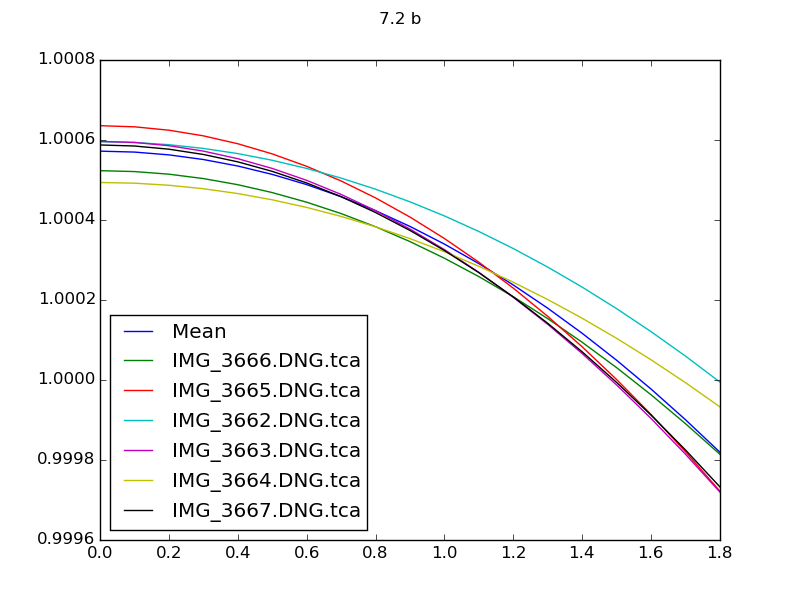 7.2 b
1.0008
1.0006
1.0004
1.0002
1.0000
0.9998
0.9996
Mean
IMG_3666.DNG.tca
IMG_3665.DNG.tca
IMG_3662.DNG.tca
IMG_3663.DNG.tca
IMG_3664.DNG.tca
IMG_3667.DNG.tca
0.0 0.2 0.4 0.6 0.8 1.0 1.2 1.4 1.6 1.8